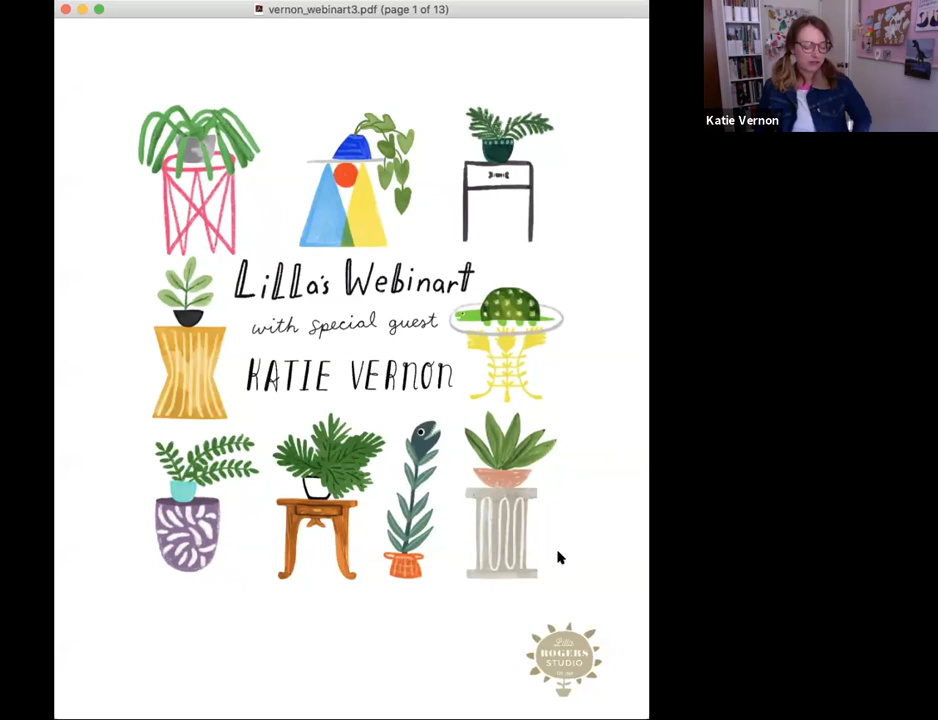 vernon_webinart3.pdf (page 1 of 13)
Katie Vernon
Lilla's Webinart
with special guest
KATIE VERNON
Lilla
ROGERS
STUDIO